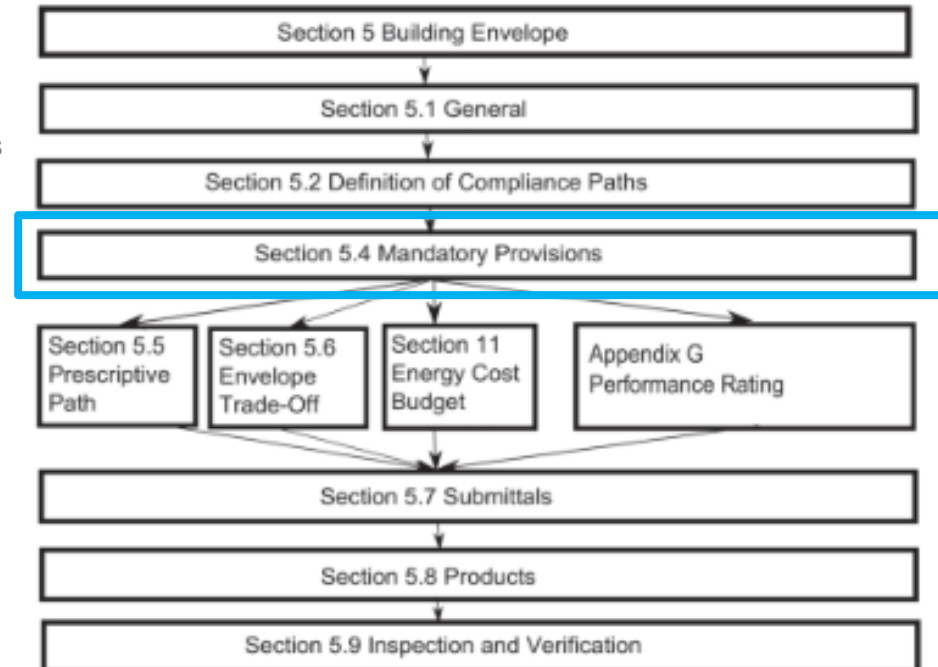 Section 5 Building Envelope
Section 5.1 General
s
Section 5.2 Definition of Compliance Paths
Section 5.4 Mandatory Provisions
Section 5.5
Prescriptive
Path
Section 5.6
Envelope
Trade-Off
Section 11
Energy Cost
Budget
Appendix G
Performance Rating
Section 5.7 Submittals
Section 5.8 Products
Section 5.9 Inspection and Verification